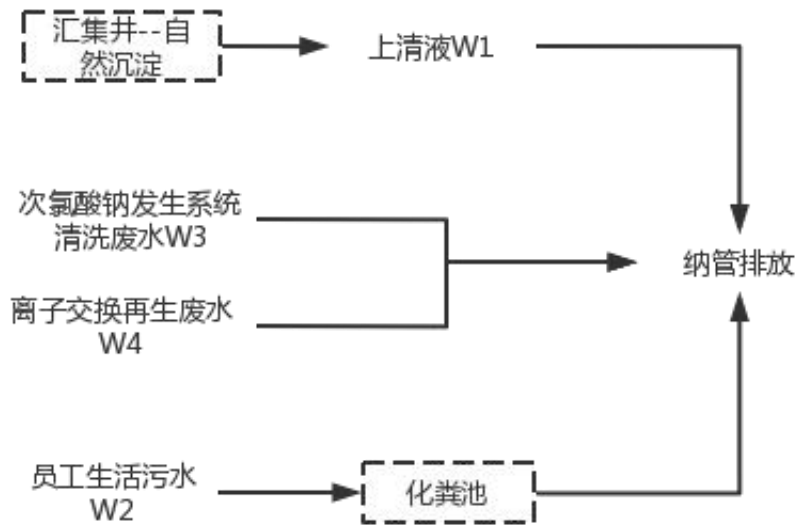 汇集井--自
然沉淀
上清液W1
次氯酸钠发生系统
清洗废水W3
纳管排放
离子交换再生废水
W4
员工生活污水
W2
化粪池